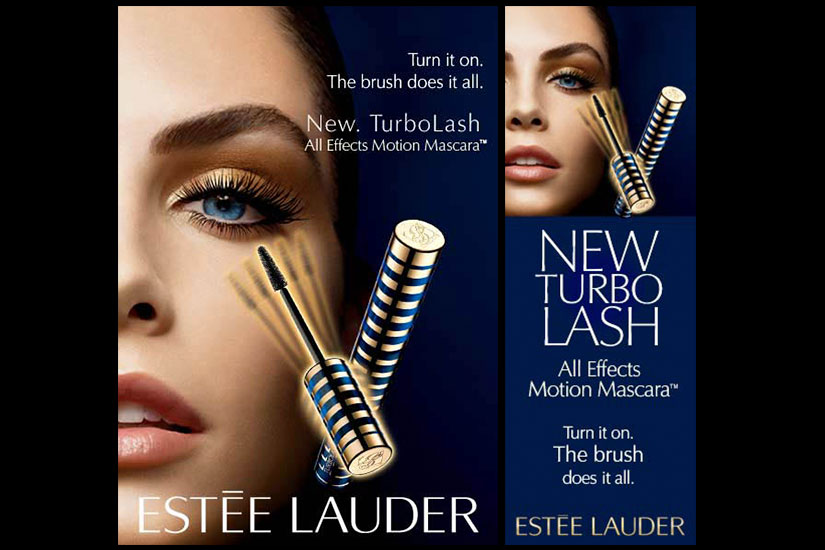 Turn it on.
The brush does it all.
New. TurboLash
All Effects Motion Mascara™
ESTĒE LAUDER
NEW
TURBO
LASH
All Effects
Motion Mascara™
Turn it on.
The brush
does it all.
ESTĒE LAUDER